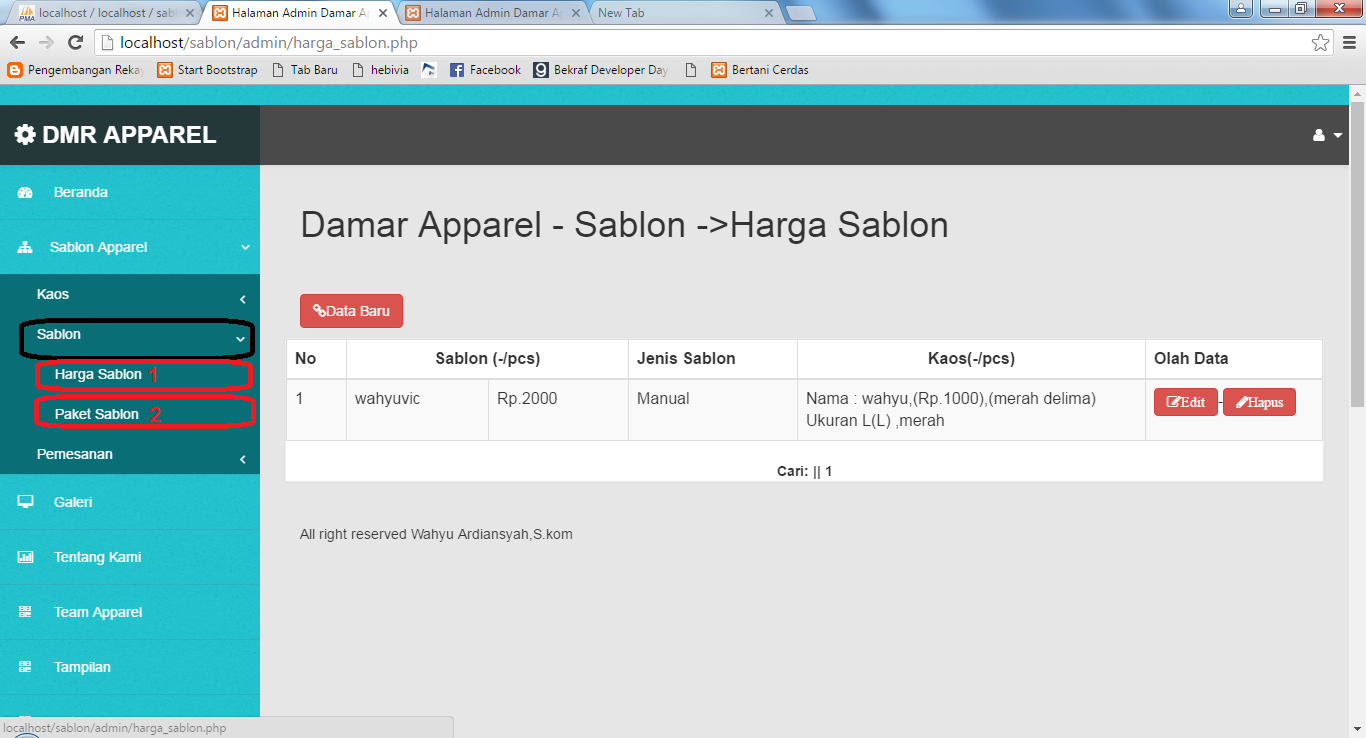 localhost / localhost / sabl
Halaman Admin Damar A
Halaman Admin Damar A
New Tab
localhost/sablon/admin/harga_sablon.php
Pengembangan Reka
Start Bootstrap
Tab Baru
hebivia
Facebook
Bekraf Developer Day
Bertani Cerdas
DMR APPAREL
Beranda
Sablon Apparel
Kaos
Sablon
Harga Sablon 1
Paket Sablon 2
Pemesanan
Galeri
Tentang Kami
Team Apparel
Tampilan
Damar Apparel - Sablon ->Harga Sablon
Data Baru
No Sablon (-/pcs) Jenis Sablon Kaos(-/pcs) Olah Data
1 wahyuvic Rp.2000 Manual Nama : wahyu,(Rp.1000),(merah delima) Edit - Hapus
Ukuran L(L) ,merah
Cari: || 1
All right reserved Wahyu Ardiansyah,S.kom
localhost/sablon/admin/harga_sablon.php